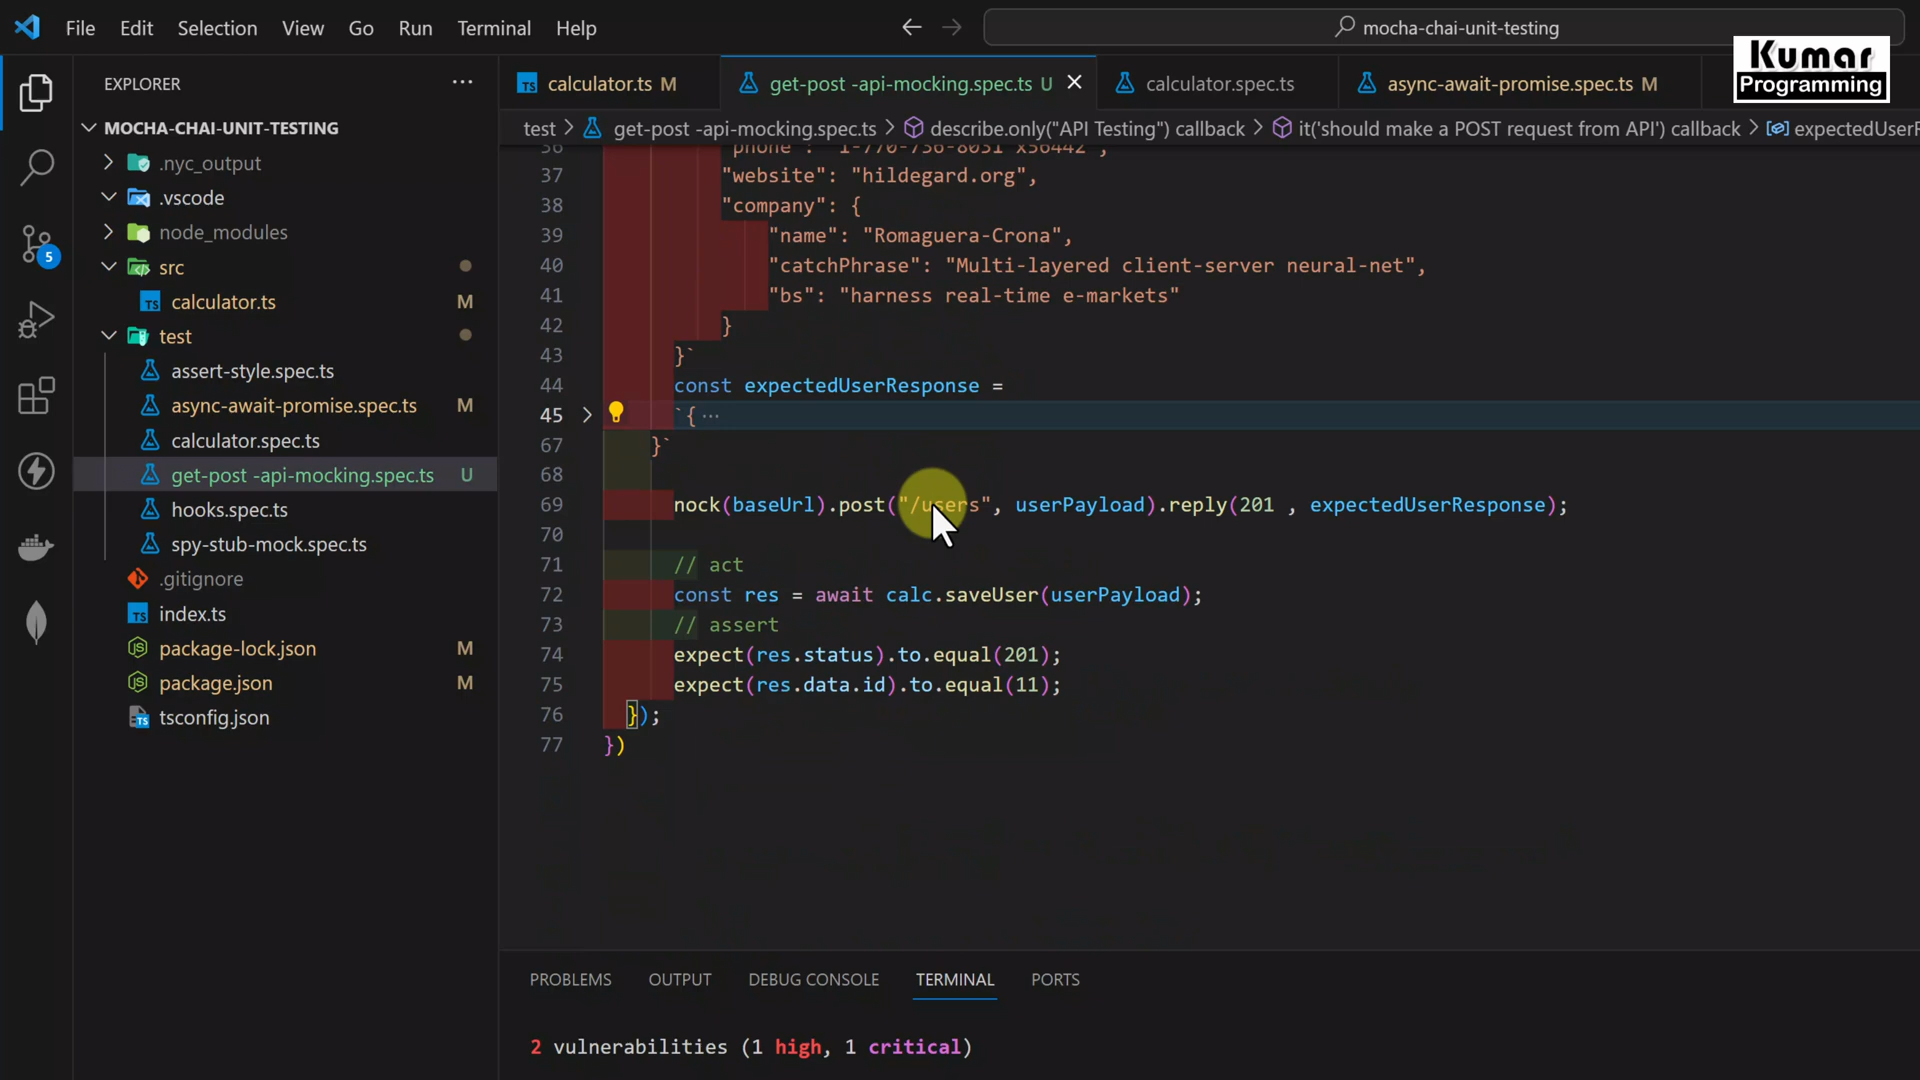 File Edit Selection View Go Run Terminal Help
mocha-chai-unit-testing
Kumar
Programming
EXPLORER
calculator.ts M
get-post -api-mocking.spec.ts U
calculator.spec.ts
async-await-promise.spec.ts M
test > get-post -api-mocking.spec.ts > describe.only("API Testing") callback > it('should make a POST request from API') callback > expectedUserR
MOCHA-CHAI-UNIT-TESTING
.nyc_output
.vscode
node_modules
src
calculator.ts M
test
assert-style.spec.ts
async-await-promise.spec.ts M
calculator.spec.ts
get-post -api-mocking.spec.ts U
hooks.spec.ts
spy-stub-mock.spec.ts
.gitignore
index.ts
package-lock.json M
package.json M
tsconfig.json
5
36 "phone": "1-770-736-8031 x56442",
37 "website": "hildegard.org",
38 "company": {
39 "name": "Romaguera-Crona",
40 "catchPhrase": "Multi-layered client-server neural-net",
41 "bs": "harness real-time e-markets"
42 }
43 }`
44 const expectedUserResponse =
45 `{ ···
67 }`
68
69 nock(baseUrl).post("/users", userPayload).reply(201 , expectedUserResponse);
70
71 // act
72 const res = await calc.saveUser(userPayload);
73 // assert
74 expect(res.status).to.equal(201);
75 expect(res.data.id).to.equal(11);
76 });
77 })
PROBLEMS OUTPUT DEBUG CONSOLE TERMINAL PORTS
2 vulnerabilities (1 high, 1 critical)